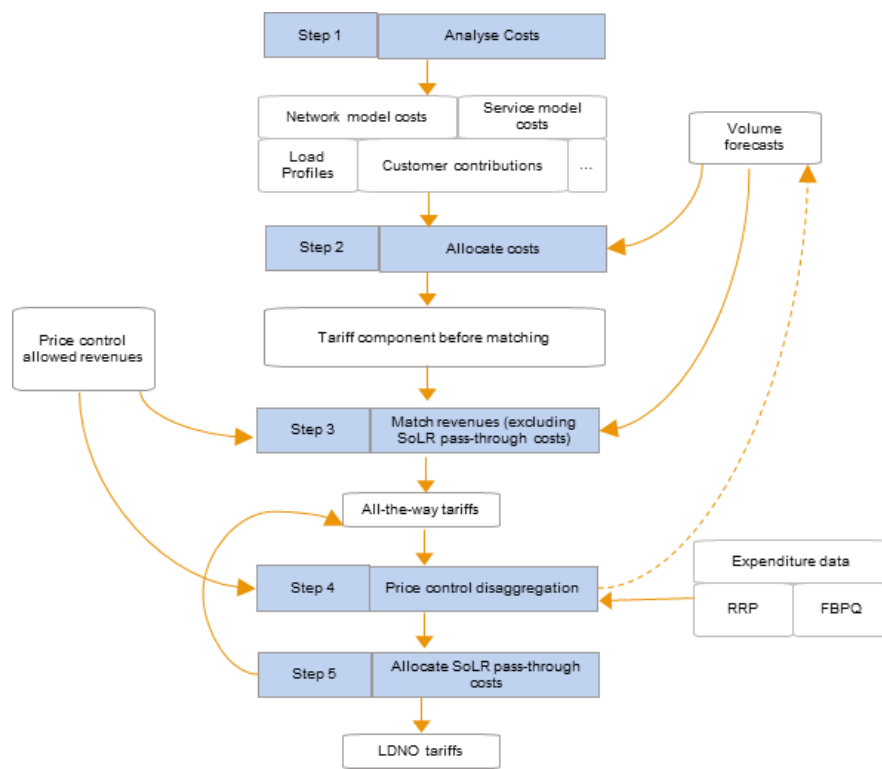 Step 1
Analyse Costs
Network model costs
Service model
costs
Volume
forecasts
Load
Profiles
Customer contributions
...
Step 2
Allocate costs
Price control
allowed revenues
Tariff component before matching
Step 3
Match revenues (excluding
SoLR pass-through costs)
All-the-way tariffs
Expenditure data
Step 4
Price control disaggregation
RRP
FBPQ
Step 5
Allocate SoLR pass-through
costs
LDNO tariffs